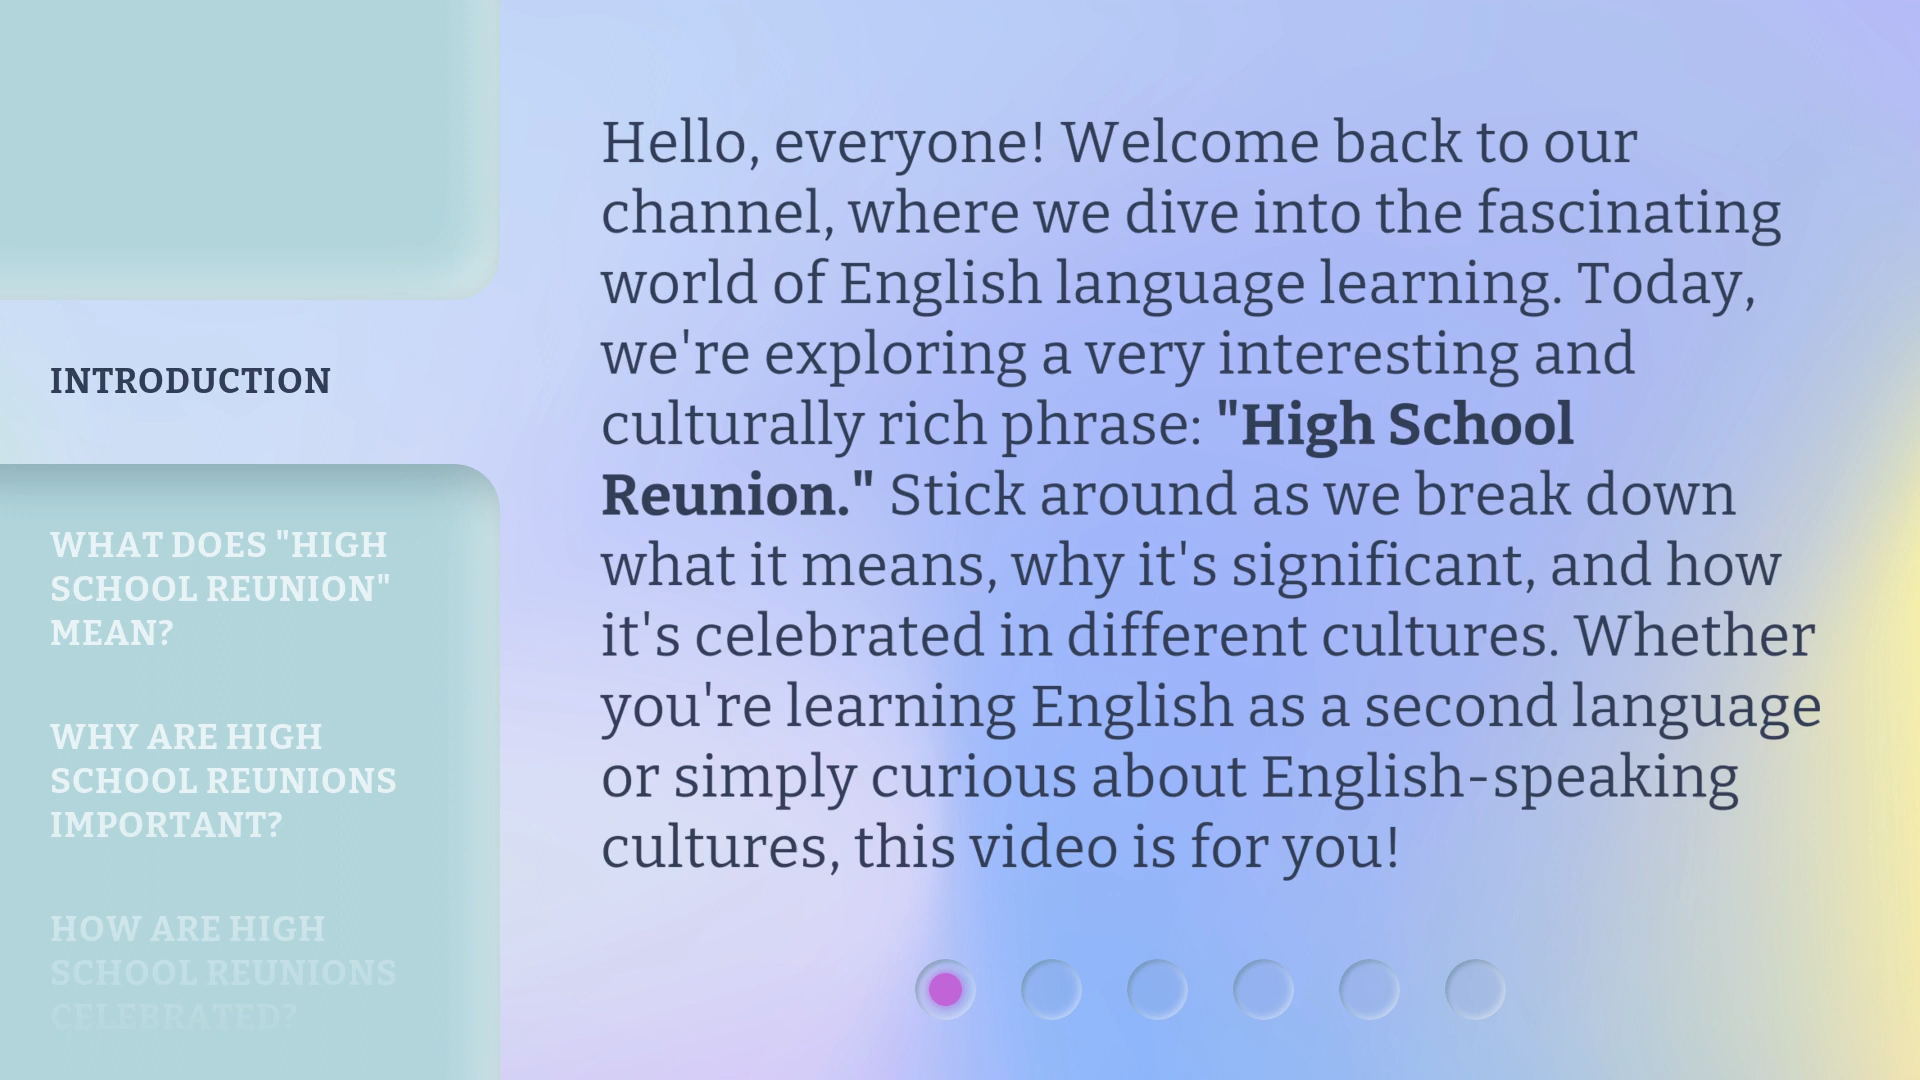 INTRODUCTION
WHAT DOES "HIGH
SCHOOL REUNION"
MEAN?
WHY ARE HIGH
SCHOOL REUNIONS
IMPORTANT?
HOW ARE HIGH
SCHOOL REUNIONS
CELEBRATED?
Hello, everyone! Welcome back to our
channel, where we dive into the fascinating
world of English language learning. Today,
we're exploring a very interesting and
culturally rich phrase: "High School
Reunion." Stick around as we break down
what it means, why it's significant, and how
it's celebrated in different cultures. Whether
you're learning English as a second language
or simply curious about English-speaking
cultures, this video is for you!